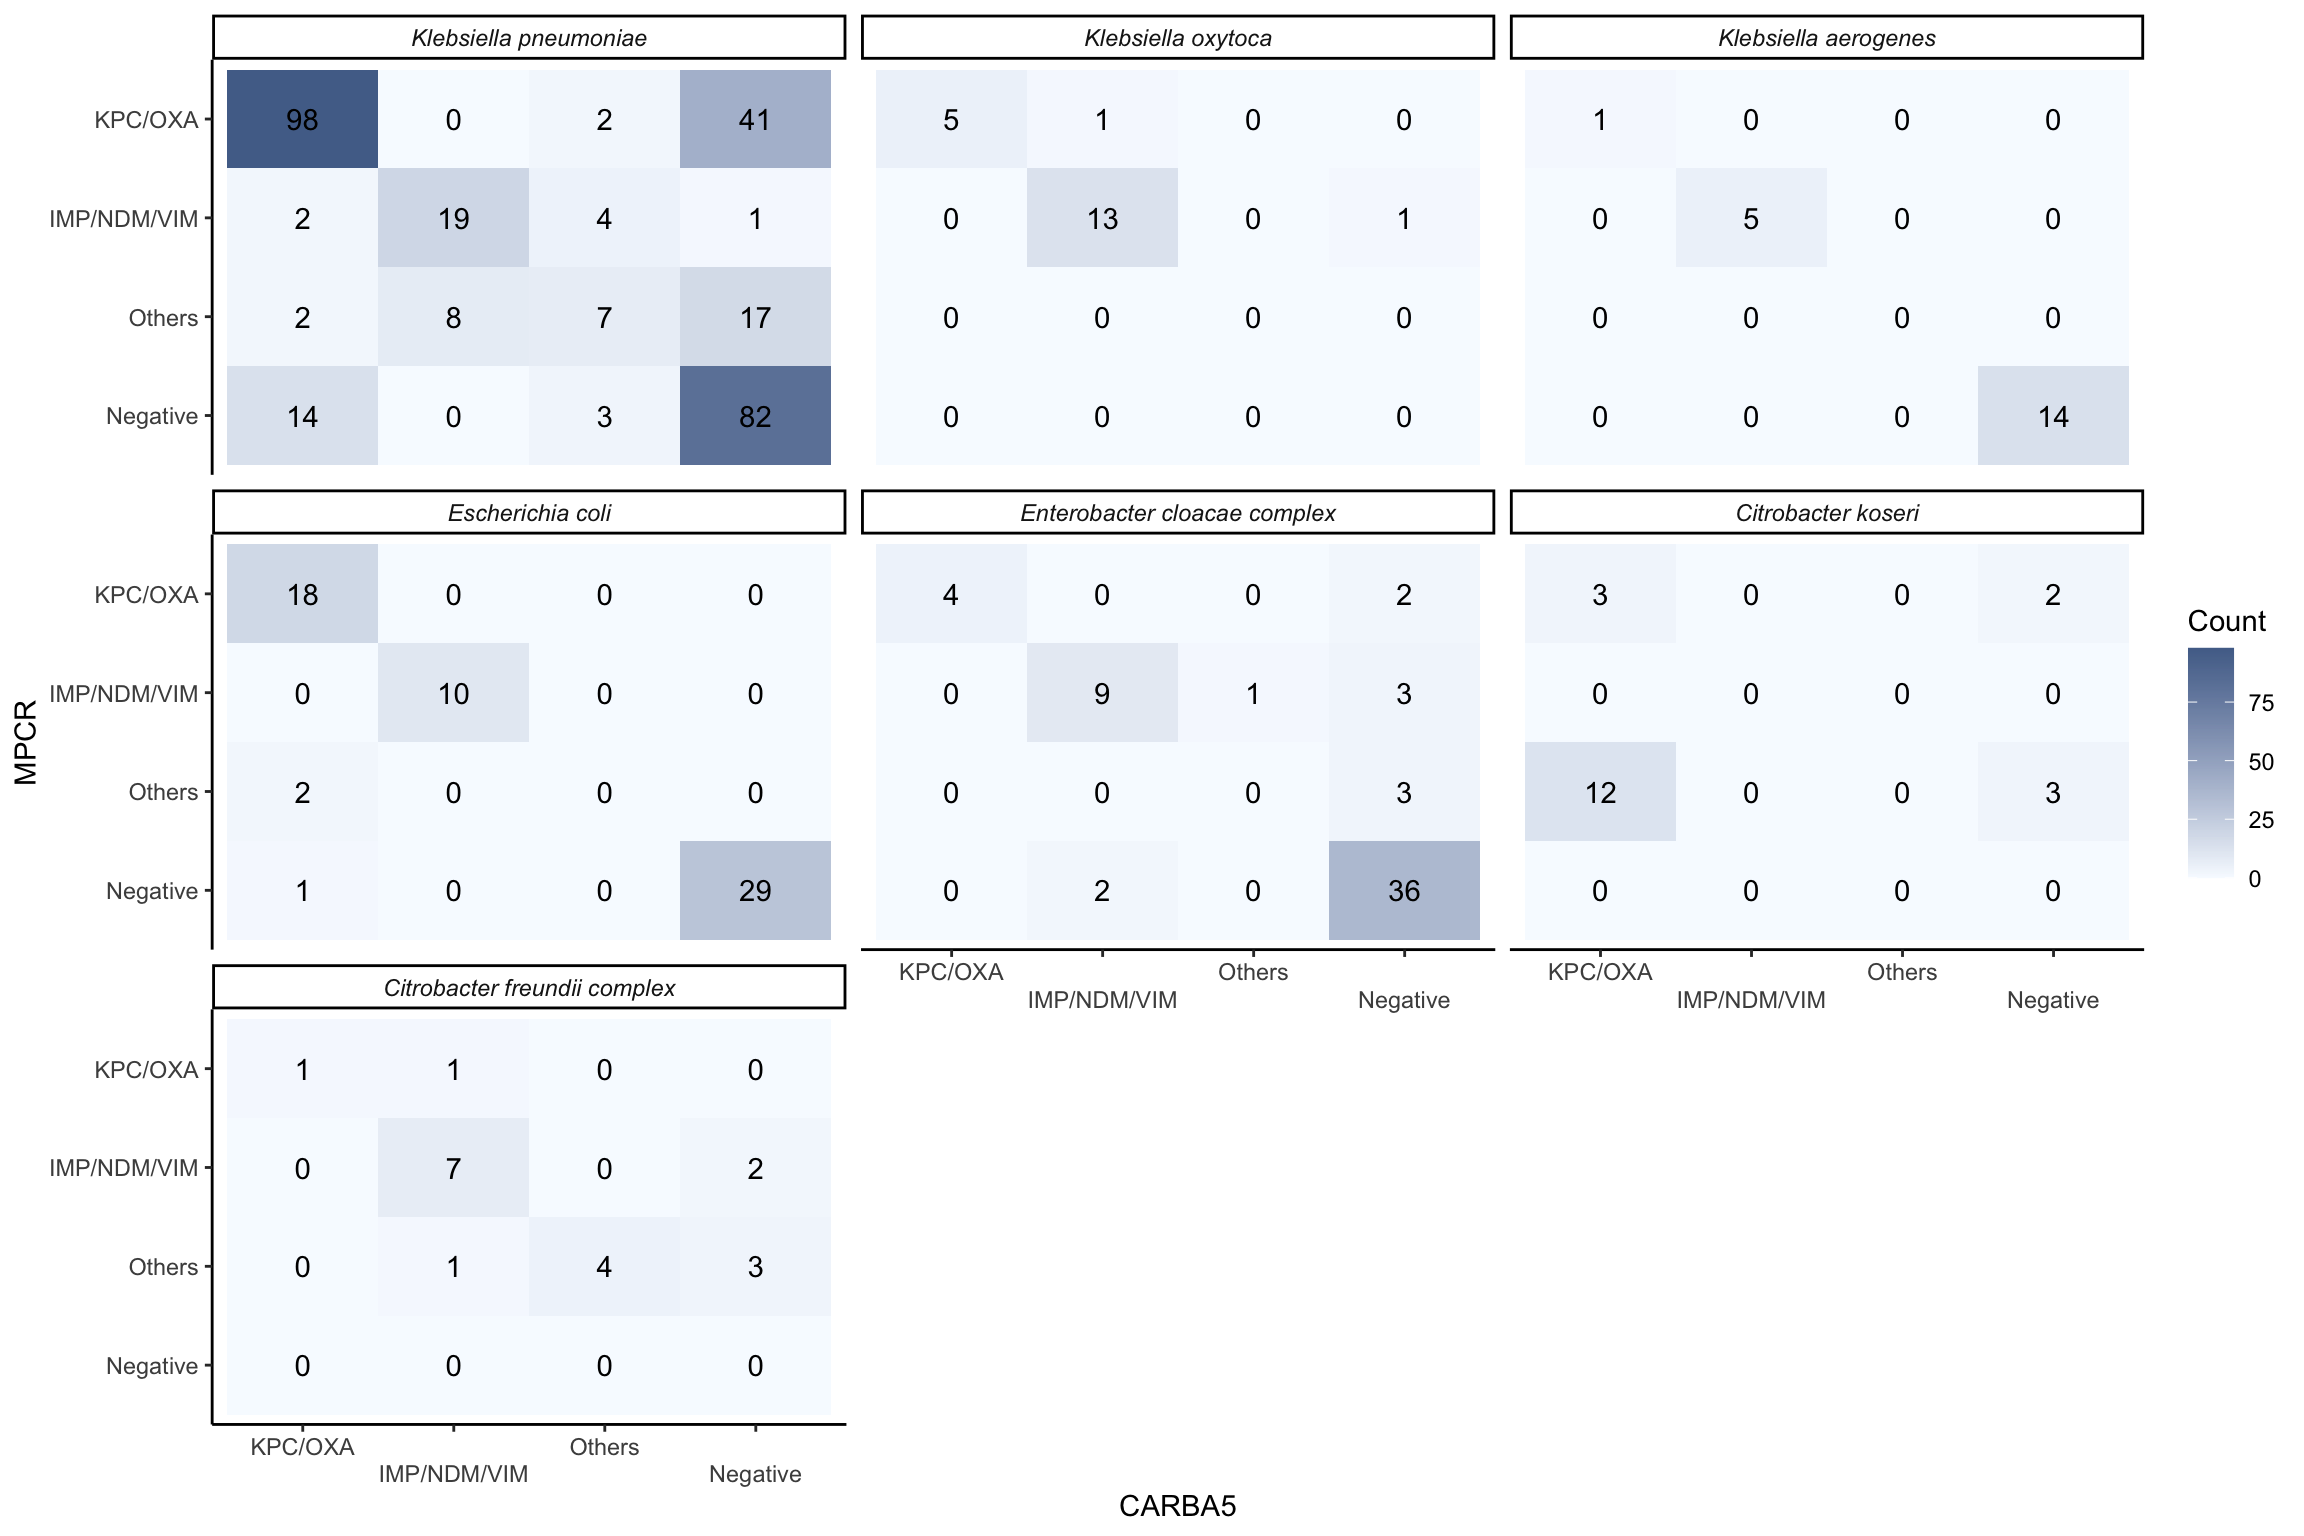 Klebsiella pneumoniae Klebsiella oxytoca Klebsiella aerogenes
KPC/OXA 98 0 2 41 5 1 0 0 1 0 0 0
IMP/NDM/VIM 2 19 4 1 0 13 0 1 0 5 0 0
Others 2 8 7 17 0 0 0 0 0 0 0 0
Negative 14 0 3 82 0 0 0 0 0 0 0 14
Escherichia coli Enterobacter cloacae complex Citrobacter koseri
KPC/OXA 18 0 0 0 4 0 0 2 3 0 0 2
IMP/NDM/VIM 0 10 0 0 0 9 1 3 0 0 0 0
Others 2 0 0 0 0 0 0 3 12 0 0 3
Negative 1 0 0 29 0 2 0 36 0 0 0 0
KPC/OXA Others KPC/OXA Others
IMP/NDM/VIM Negative IMP/NDM/VIM Negative
Citrobacter freundii complex
KPC/OXA 1 1 0 0
IMP/NDM/VIM 0 7 0 2
Others 0 1 4 3
Negative 0 0 0 0
KPC/OXA Others
IMP/NDM/VIM Negative
CARBA5
MPCR
Count
75
50
25
0